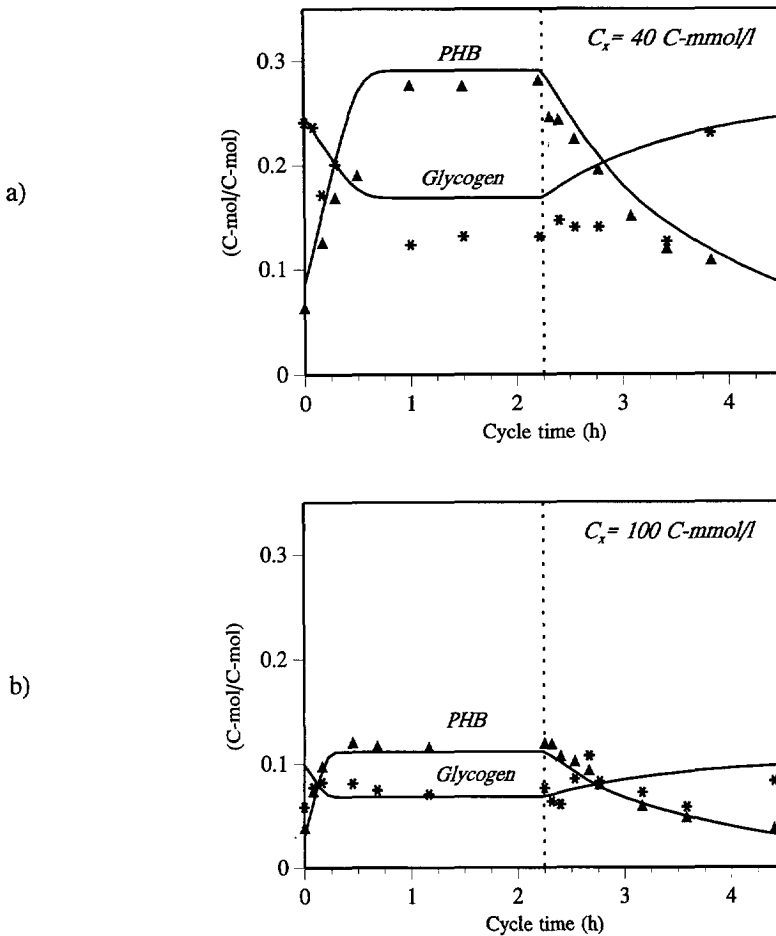 a)
C_x= 40 C-mmol/l
(C-mol/C-mol)
0.3
0.2
0.1
0
PHB
Glycogen
0 1 2 3 4
Cycle time (h)
b)
C_x= 100 C-mmol/l
(C-mol/C-mol)
0.3
0.2
0.1
0
PHB
Glycogen
0 1 2 3 4
Cycle time (h)